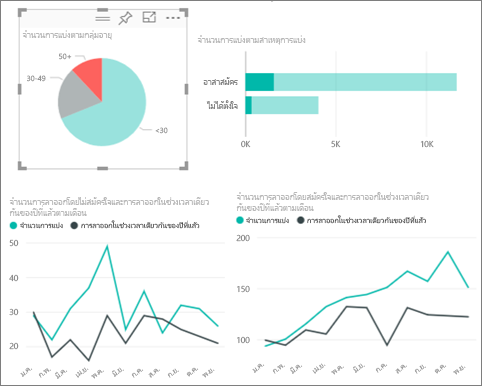 จำนวนการแบ่งตามกลุ่มอายุ
50+
30-49
<30
จำนวนการแบ่งตามสาเหตุการแบ่ง
อาสาสมัคร
ไม่ได้ตั้งใจ
0K
5K
10K
จำนวนการลาออกโดยไม่สมัครใจและการลาออกในช่วงเวลาเดียว
กันของปีที่แล้วตามเดือน
จำนวนการแบ่ง
การลาออกในช่วงเวลาเดียวกันของปีที่แล้ว
50
40
30
20
ม.ค.
ก.พ.
มี.ค.
เม.ย.
พ.ค.
มิ.ย.
ก.ค.
ส.ค.
ก.ย.
ต.ค.
พ.ย.
จำนวนการลาออกโดยสมัครใจและการลาออกในช่วงเวลาเดียว
กันของปีที่แล้วตามเดือน
จำนวนการแบ่ง
การลาออกในช่วงเวลาเดียวกันของปีที่แล้ว
200
150
100
ม.ค.
ก.พ.
มี.ค.
เม.ย.
พ.ค.
มิ.ย.
ก.ค.
ส.ค.
ก.ย.
ต.ค.
พ.ย.